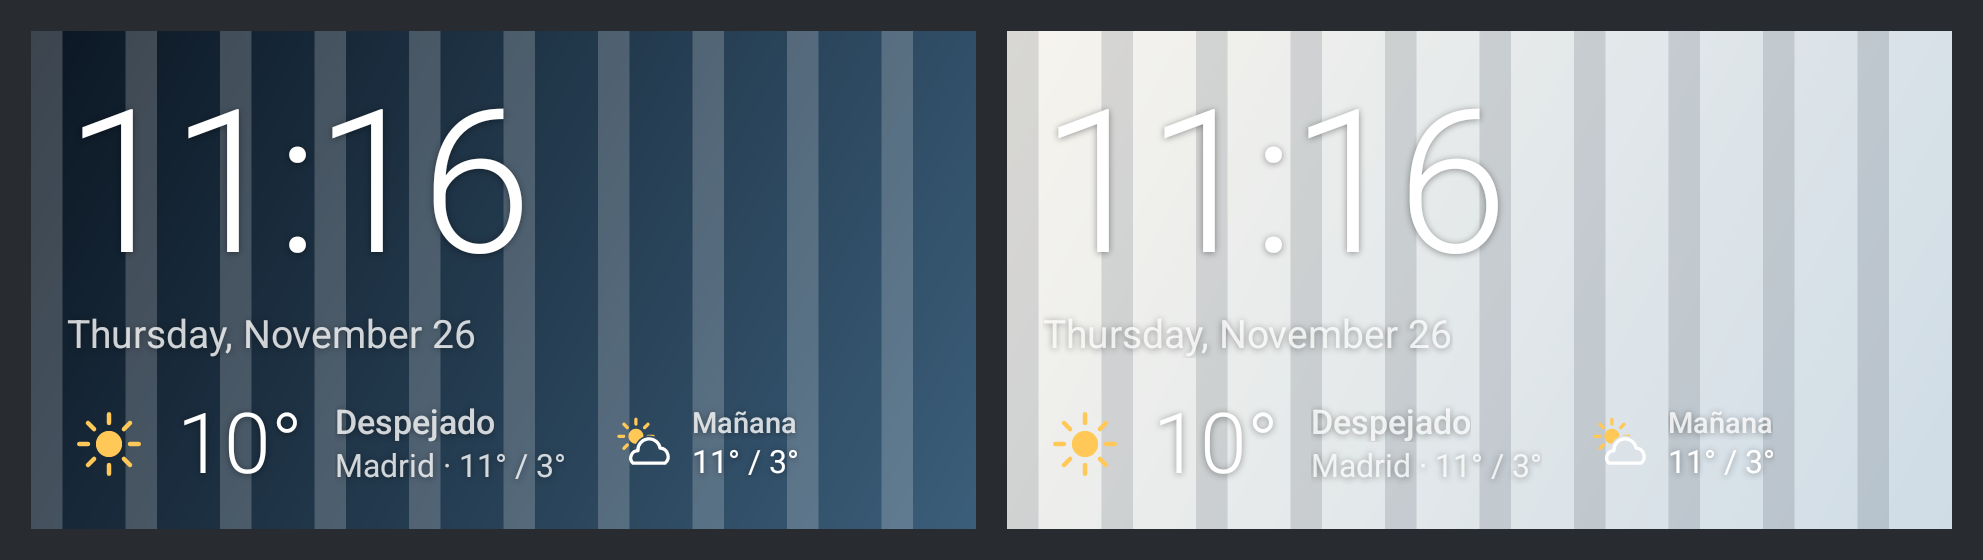 11:16
Thursday, November 26
10°
Despejado
Madrid · 11° / 3°
Mañana
11° / 3°
11:16
Thursday, November 26
10°
Despejado
Madrid · 11° / 3°
Mañana
11° / 3°